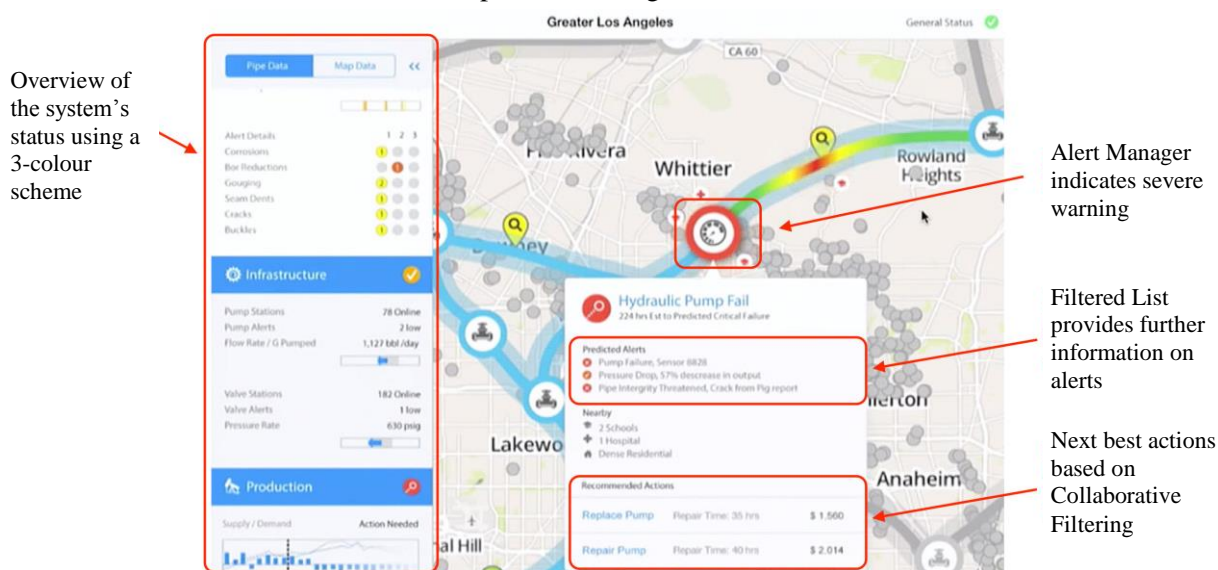 Greater Los Angeles
General Status
Overview of
the system's
status using a
3-colour
scheme
Pipe Data
Map Data
<<
Alert Details 1 2 3
Corrosions 1
Bor Reductions 1
Gouging 2
Seam Dents 1
Cracks 1
Buckles 1
Infrastructure
Pump Stations 78 Online
Pump Alerts 2 low
Flow Rate / G Pumped 1,127 bbl /day
Valve Stations 182 Online
Valve Alerts 1 low
Pressure Rate 630 psig
Production
Supply / Demand Action Needed
CA 60
Whittier
Rowland
Heights
Lakewo
Anaheim
al Hill
Hydraulic Pump Fail
224 hrs Est to Predicted Critical Failure
Predicted Alerts
Pump Failure, Sensor 8828
Pressure Drop, 57% descrease in output
Pipe Intergrity Threatened, Crack from Pig report
Nearby
2 Schools
1 Hospital
Dense Residential
Recommended Actions
Replace Pump Repair Time: 35 hrs $ 1,560
Repair Pump Repair Time: 40 hrs $ 2,014
Alert Manager
indicates severe
warning
Filtered List
provides further
information on
alerts
Next best actions
based on
Collaborative
Filtering